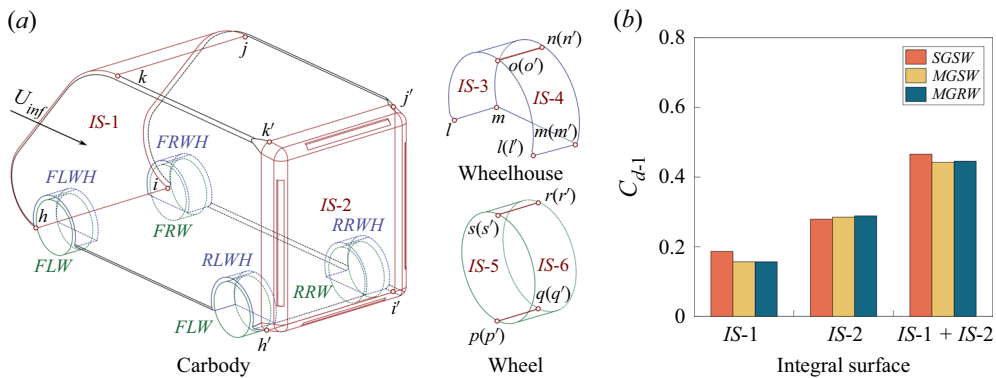 (a)
j
k
U_inf
IS-1
j′
k′
FLWH
FRWH
i
h
IS-2
FRW
RRWH
FLW
RLWH
RRW
FLW
i′
h′
Carbody
n(n′)
o(o′)
IS-3
IS-4
l
m
m(m′)
l(l′)
Wheelhouse
r(r′)
s(s′)
IS-5
IS-6
q(q′)
p(p′)
Wheel
(b)
0.8
0.6
0.4
0.2
0
C_d-1
SGSW
MGSW
MGRW
IS-1
IS-2
IS-1 + IS-2
Integral surface